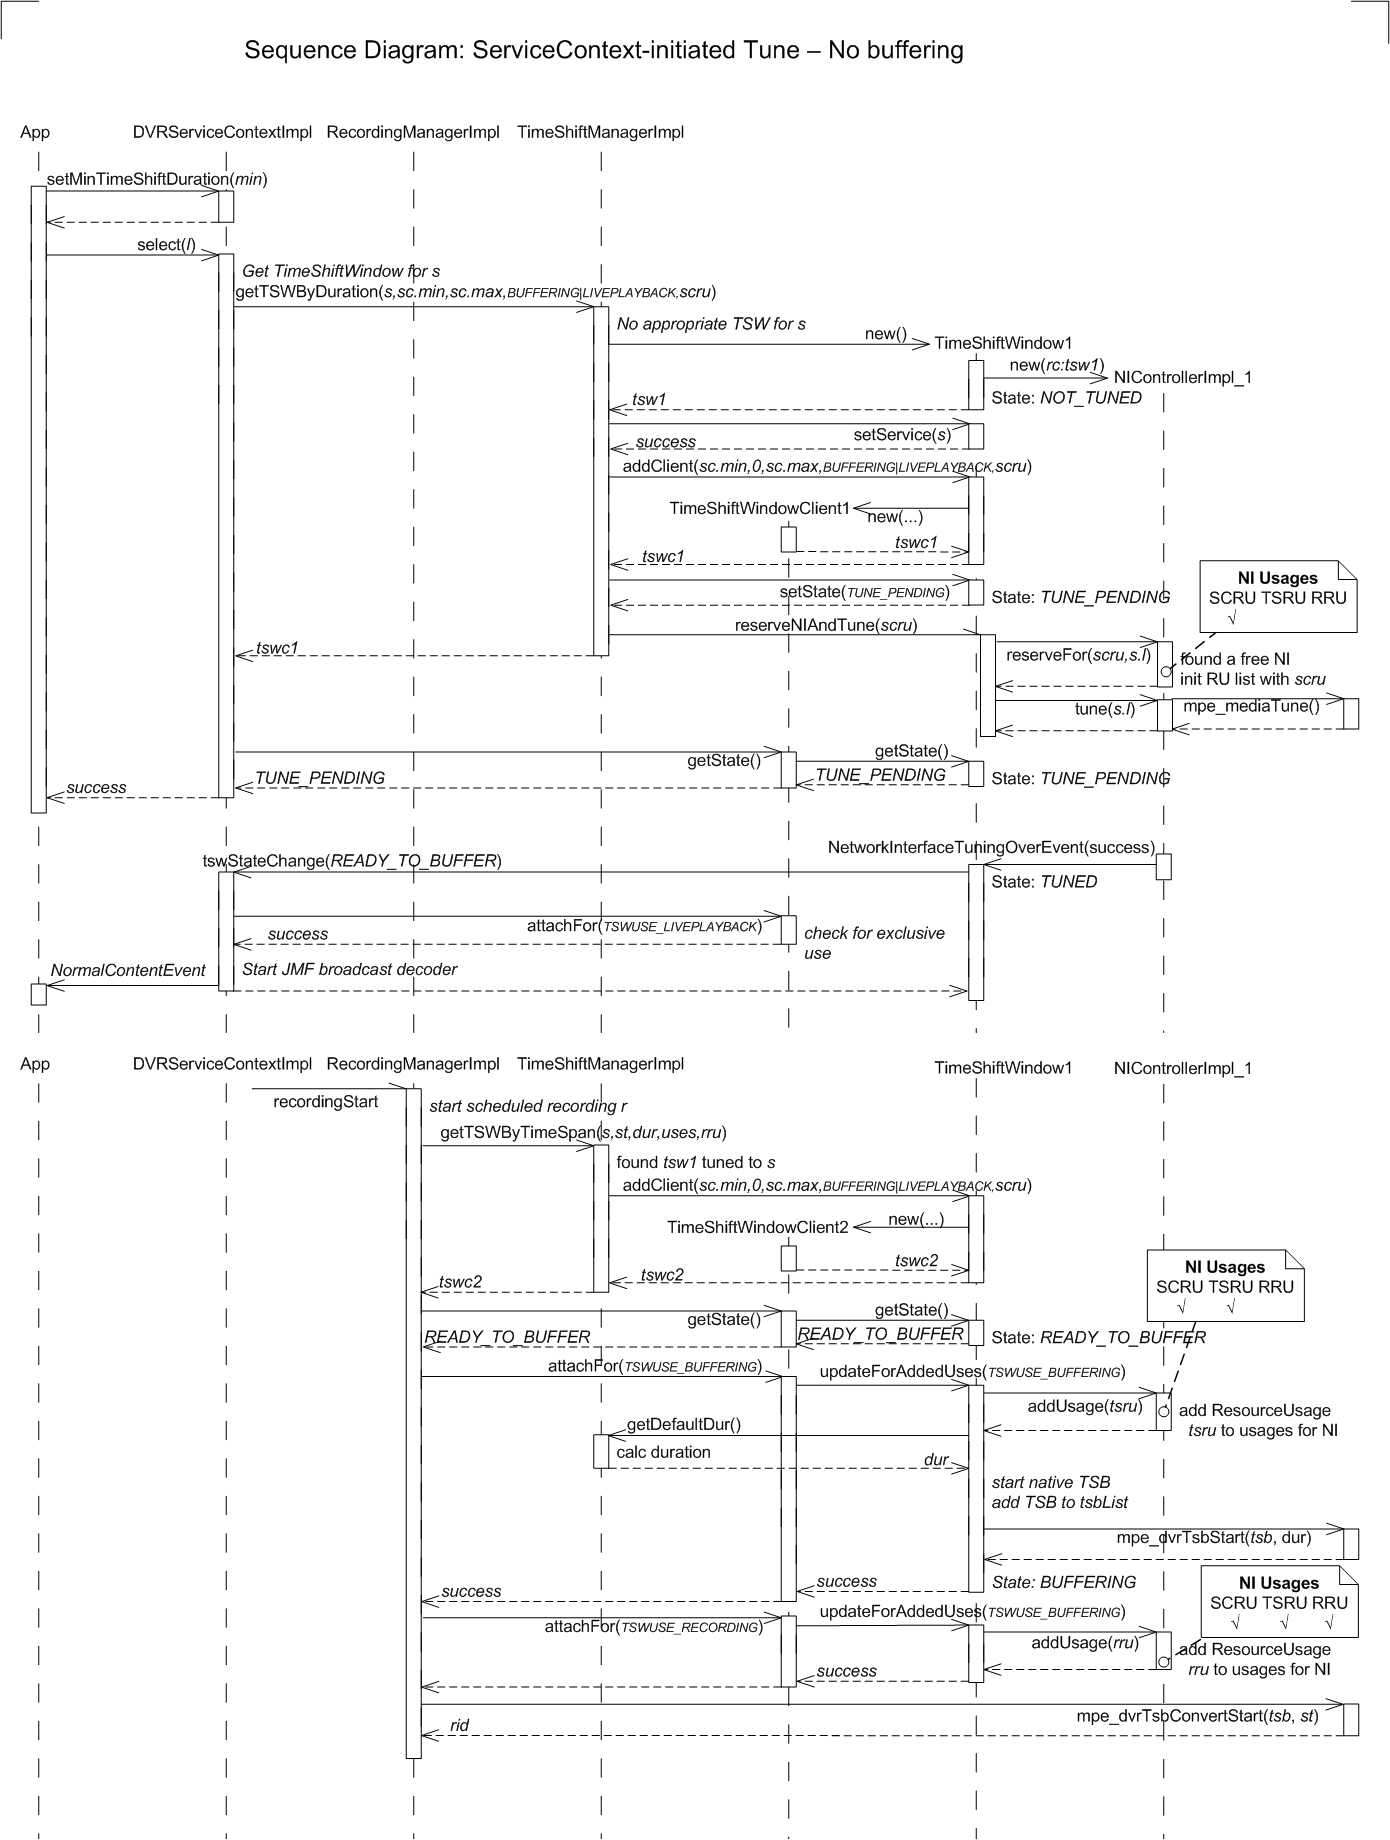 Sequence Diagram: ServiceContext-initiated Tune – No buffering
App DVRServiceContextImpl RecordingManagerImpl TimeShiftManagerImpl
setMinTimeShiftDuration(min)
select(l)
Get TimeShiftWindow for s
getTSWByDuration(s,sc.min,sc.max,BUFFERING|LIVEPLAYBACK,scru)
No appropriate TSW for s
new()
TimeShiftWindow1
new(rc:tsw1)
NIControllerImpl_1
State: NOT_TUNED
tsw1
setService(s)
success
addClient(sc.min,0,sc.max,BUFFERING|LIVEPLAYBACK,scru)
TimeShiftWindowClient1
new(...)
tswc1
tswc1
setState(TUNE_PENDING)
State: TUNE_PENDING
NI Usages
SCRU TSRU RRU
√
reserveNIAndTune(scru)
tswc1
reserveFor(scru,s.l)
found a free NI
init RU list with scru
tune(s.l)
mpe_mediaTune()
getState()
getState()
TUNE_PENDING
TUNE_PENDING
State: TUNE_PENDING
success
NetworkInterfaceTuningOverEvent(success)
tswStateChange(READY_TO_BUFFER)
State: TUNED
attachFor(TSWUSE_LIVEPLAYBACK)
success
check for exclusive
use
NormalContentEvent
Start JMF broadcast decoder
App DVRServiceContextImpl RecordingManagerImpl TimeShiftManagerImpl TimeShiftWindow1 NIControllerImpl_1
recordingStart
start scheduled recording r
getTSWByTimeSpan(s,st,dur,uses,rru)
found tsw1 tuned to s
addClient(sc.min,0,sc.max,BUFFERING|LIVEPLAYBACK,scru)
TimeShiftWindowClient2
new(...)
tswc2
tswc2
tswc2
NI Usages
SCRU TSRU RRU
√ √
getState()
getState()
READY_TO_BUFFER
READY_TO_BUFFER
State: READY_TO_BUFFER
attachFor(TSWUSE_BUFFERING)
updateForAddedUses(TSWUSE_BUFFERING)
addUsage(tsru)
add ResourceUsage
tsru to usages for NI
getDefaultDur()
calc duration
dur
start native TSB
add TSB to tsbList
mpe_dvrTsbStart(tsb, dur)
State: BUFFERING
success
success
NI Usages
SCRU TSRU RRU
√ √ √
attachFor(TSWUSE_RECORDING)
updateForAddedUses(TSWUSE_BUFFERING)
addUsage(rru)
add ResourceUsage
rru to usages for NI
success
mpe_dvrTsbConvertStart(tsb, st)
rid